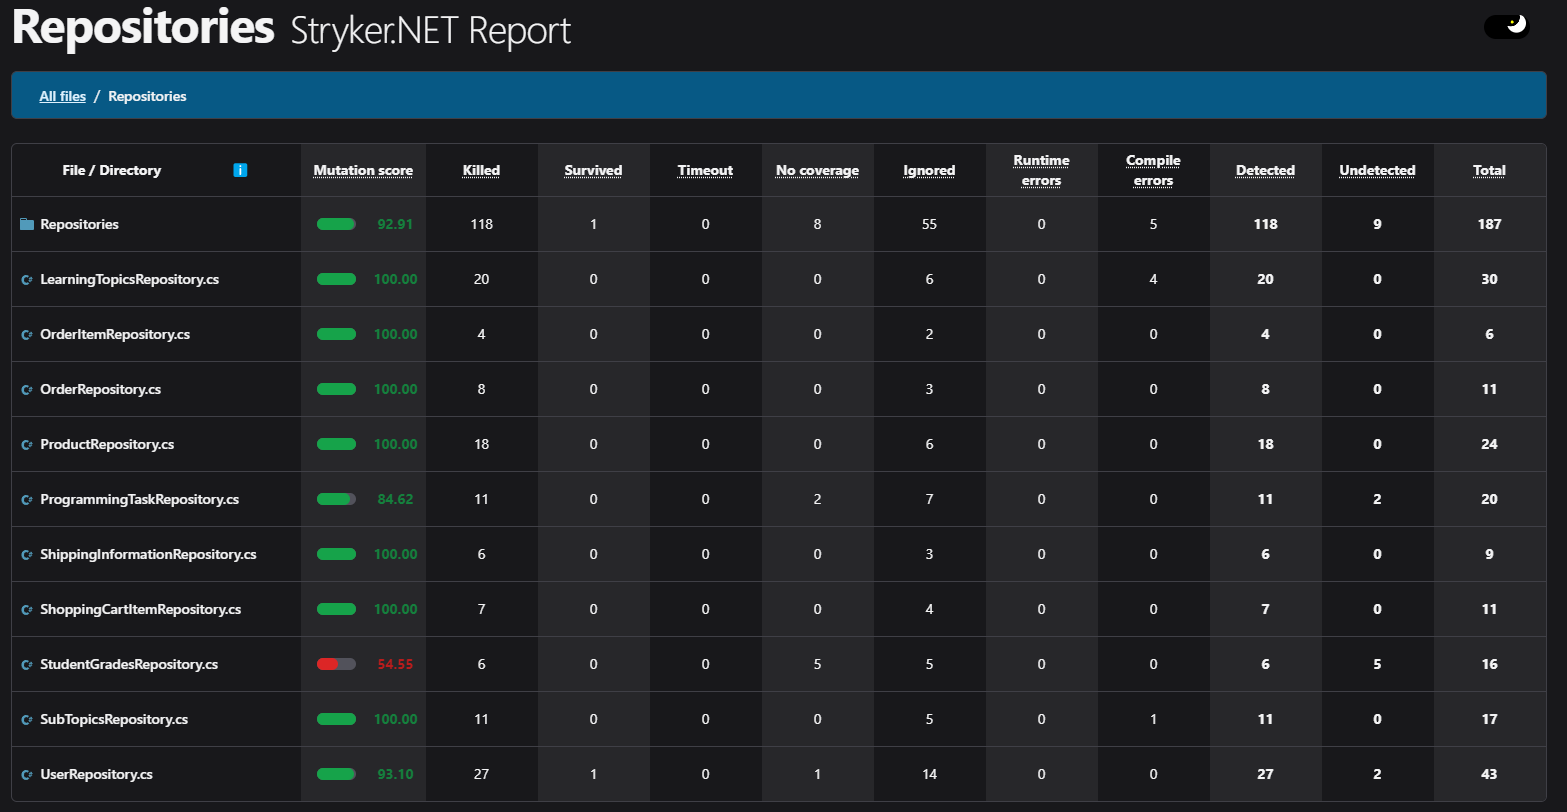 Repositories Stryker.NET Report
All files / Repositories
File / Directory i Mutation score Killed Survived Timeout No coverage Ignored Runtime errors Compile errors Detected Undetected Total
Repositories 92.91 118 1 0 8 55 0 5 118 9 187
C# LearningTopicsRepository.cs 100.00 20 0 0 0 6 0 4 20 0 30
C# OrderItemRepository.cs 100.00 4 0 0 0 2 0 0 4 0 6
C# OrderRepository.cs 100.00 8 0 0 0 3 0 0 8 0 11
C# ProductRepository.cs 100.00 18 0 0 0 6 0 0 18 0 24
C# ProgrammingTaskRepository.cs 84.62 11 0 0 2 7 0 0 11 2 20
C# ShippingInformationRepository.cs 100.00 6 0 0 0 3 0 0 6 0 9
C# ShoppingCartItemRepository.cs 100.00 7 0 0 0 4 0 0 7 0 11
C# StudentGradesRepository.cs 54.55 6 0 0 5 5 0 0 6 5 16
C# SubTopicsRepository.cs 100.00 11 0 0 0 5 0 1 11 0 17
C# UserRepository.cs 93.10 27 1 0 1 14 0 0 27 2 43